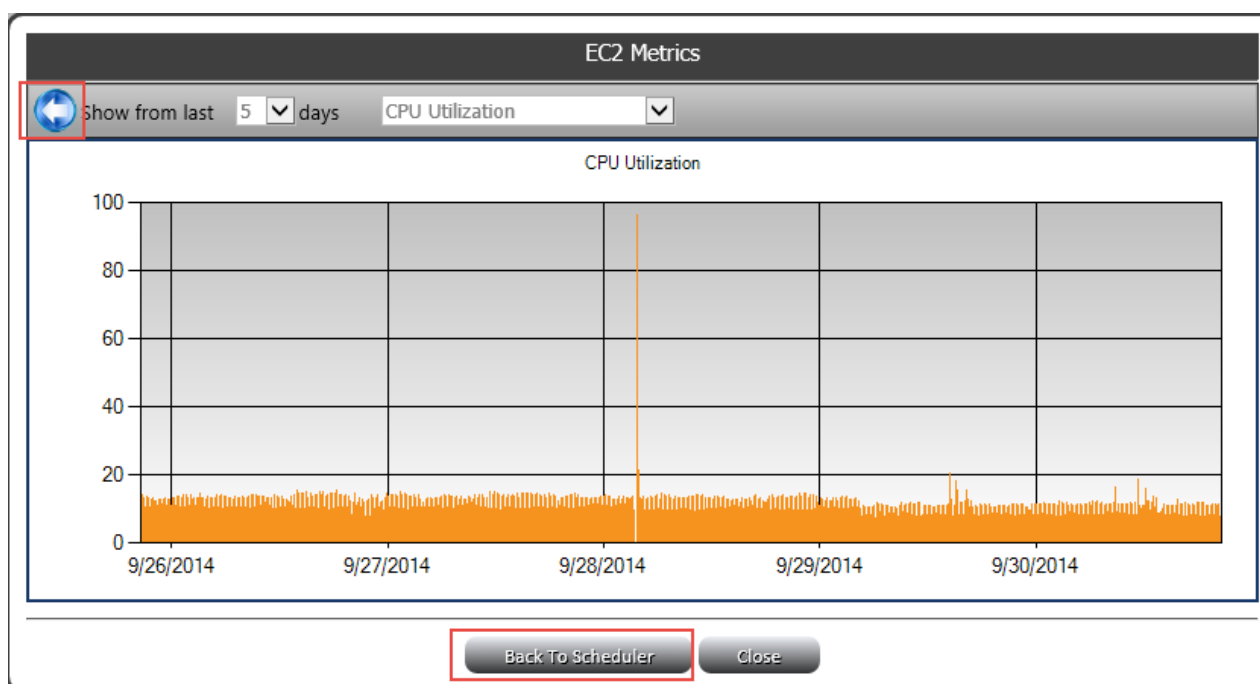 EC2 Metrics
Show from last 5 days CPU Utilization
CPU Utilization
100
80
60
40
20
0
9/26/2014 9/27/2014 9/28/2014 9/29/2014 9/30/2014
Back To Scheduler Close